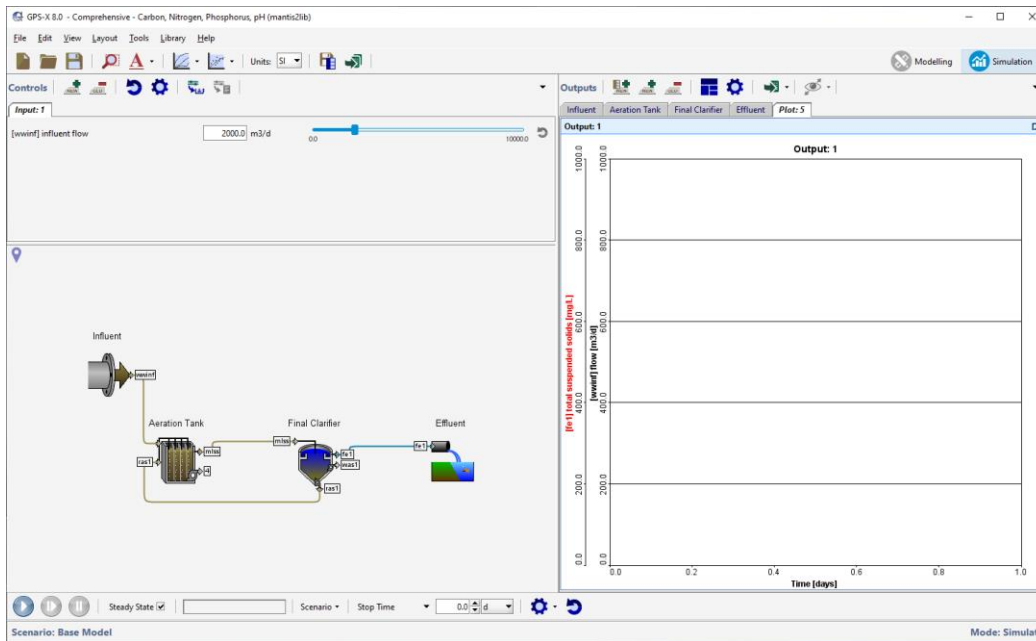 GPS-X 8.0 - Comprehensive - Carbon, Nitrogen, Phosphorus, pH (mantis2lib)
File Edit View Layout Tools Library Help
Units: SI
Modelling
Simulation
Controls
Outputs
Input: 1
Influent Aeration Tank Final Clarifier Effluent Plot: 5
[wwinf] influent flow 2000.0 m3/d
0.0 10000.0
Output: 1
Output: 1
[fe1] total suspended solids [mg/L]
0.0 200.0 400.0 600.0 800.0 1000.0
[wwinf] flow [m3/d]
0.0 200.0 400.0 600.0 800.0 1000.0
0.0 0.2 0.4 0.6 0.8 1.0
Time [days]
Influent
wwinf
Aeration Tank
ras1
mlss
Final Clarifier
mlss
fe1
was1
ras1
Effluent
fe1
Steady State
Scenario
Stop Time
0.0 d
Scenario: Base Model
Mode: Simulat